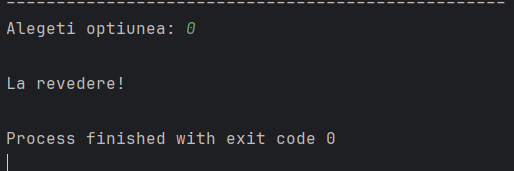 --------------------------------------------------
Alegeti optiunea: 0
La revedere!
Process finished with exit code 0